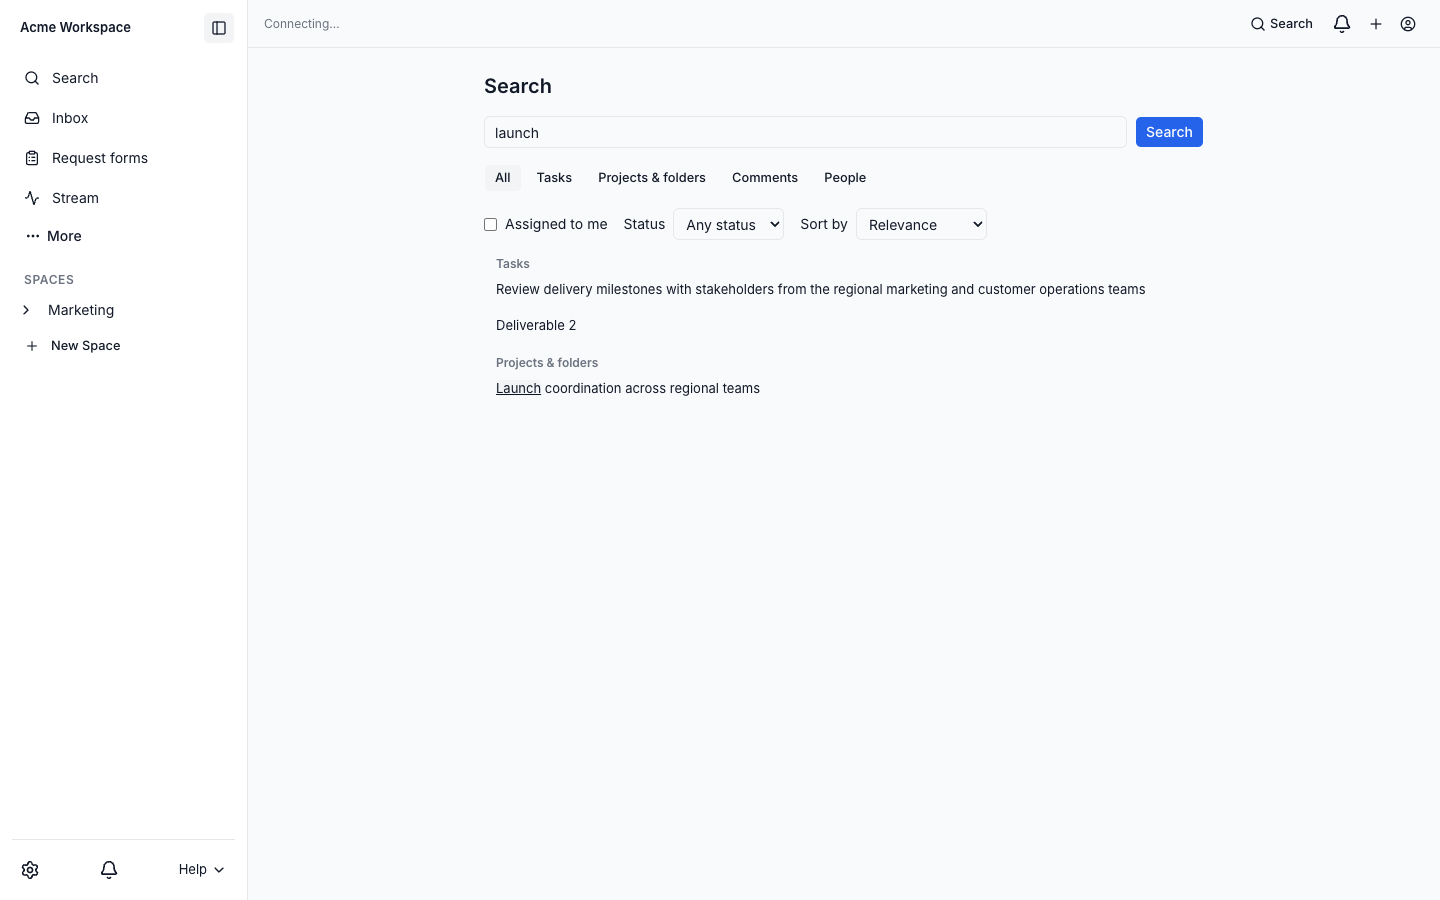 Acme Workspace
Connecting...
Search
Search
Inbox
Request forms
Stream
More
SPACES
Marketing
New Space
Help
Search
launch
Search
All Tasks Projects & folders Comments People
Assigned to me Status Any status Sort by Relevance
Tasks
Review delivery milestones with stakeholders from the regional marketing and customer operations teams
Deliverable 2
Projects & folders
Launch coordination across regional teams